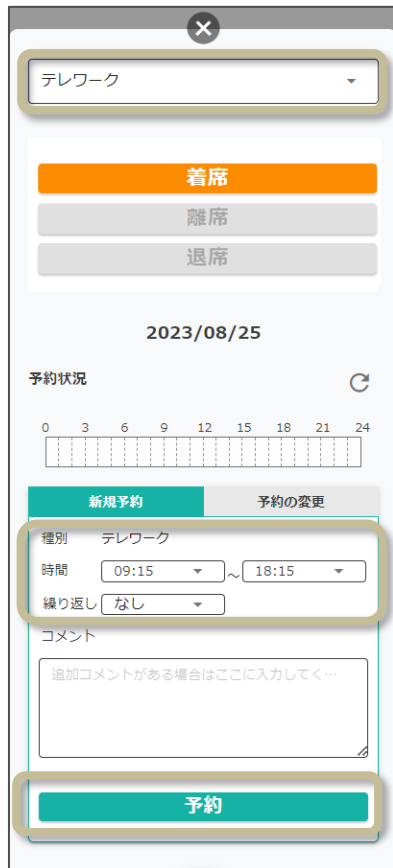 テレワーク
着席
離席
退席
2023/08/25
予約状況
0 3 6 9 12 15 18 21 24
新規予約 予約の変更
種別 テレワーク
時間 09:15 ~ 18:15
繰り返し なし
コメント
追加コメントがある場合はここに入力してく…
予約